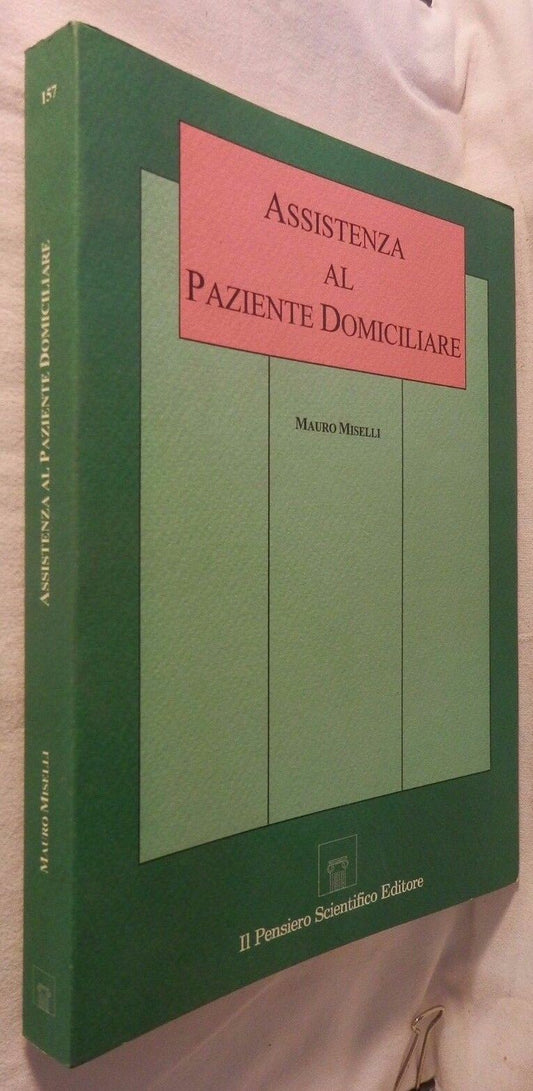 157
ASSISTENZA AL PAZIENTE DOMICILIARE
MAURO MISELLI
ASSISTENZA
AL
PAZIENTE DOMICILIARE
MAURO MISELLI
Il Pensiero Scientifico Editore